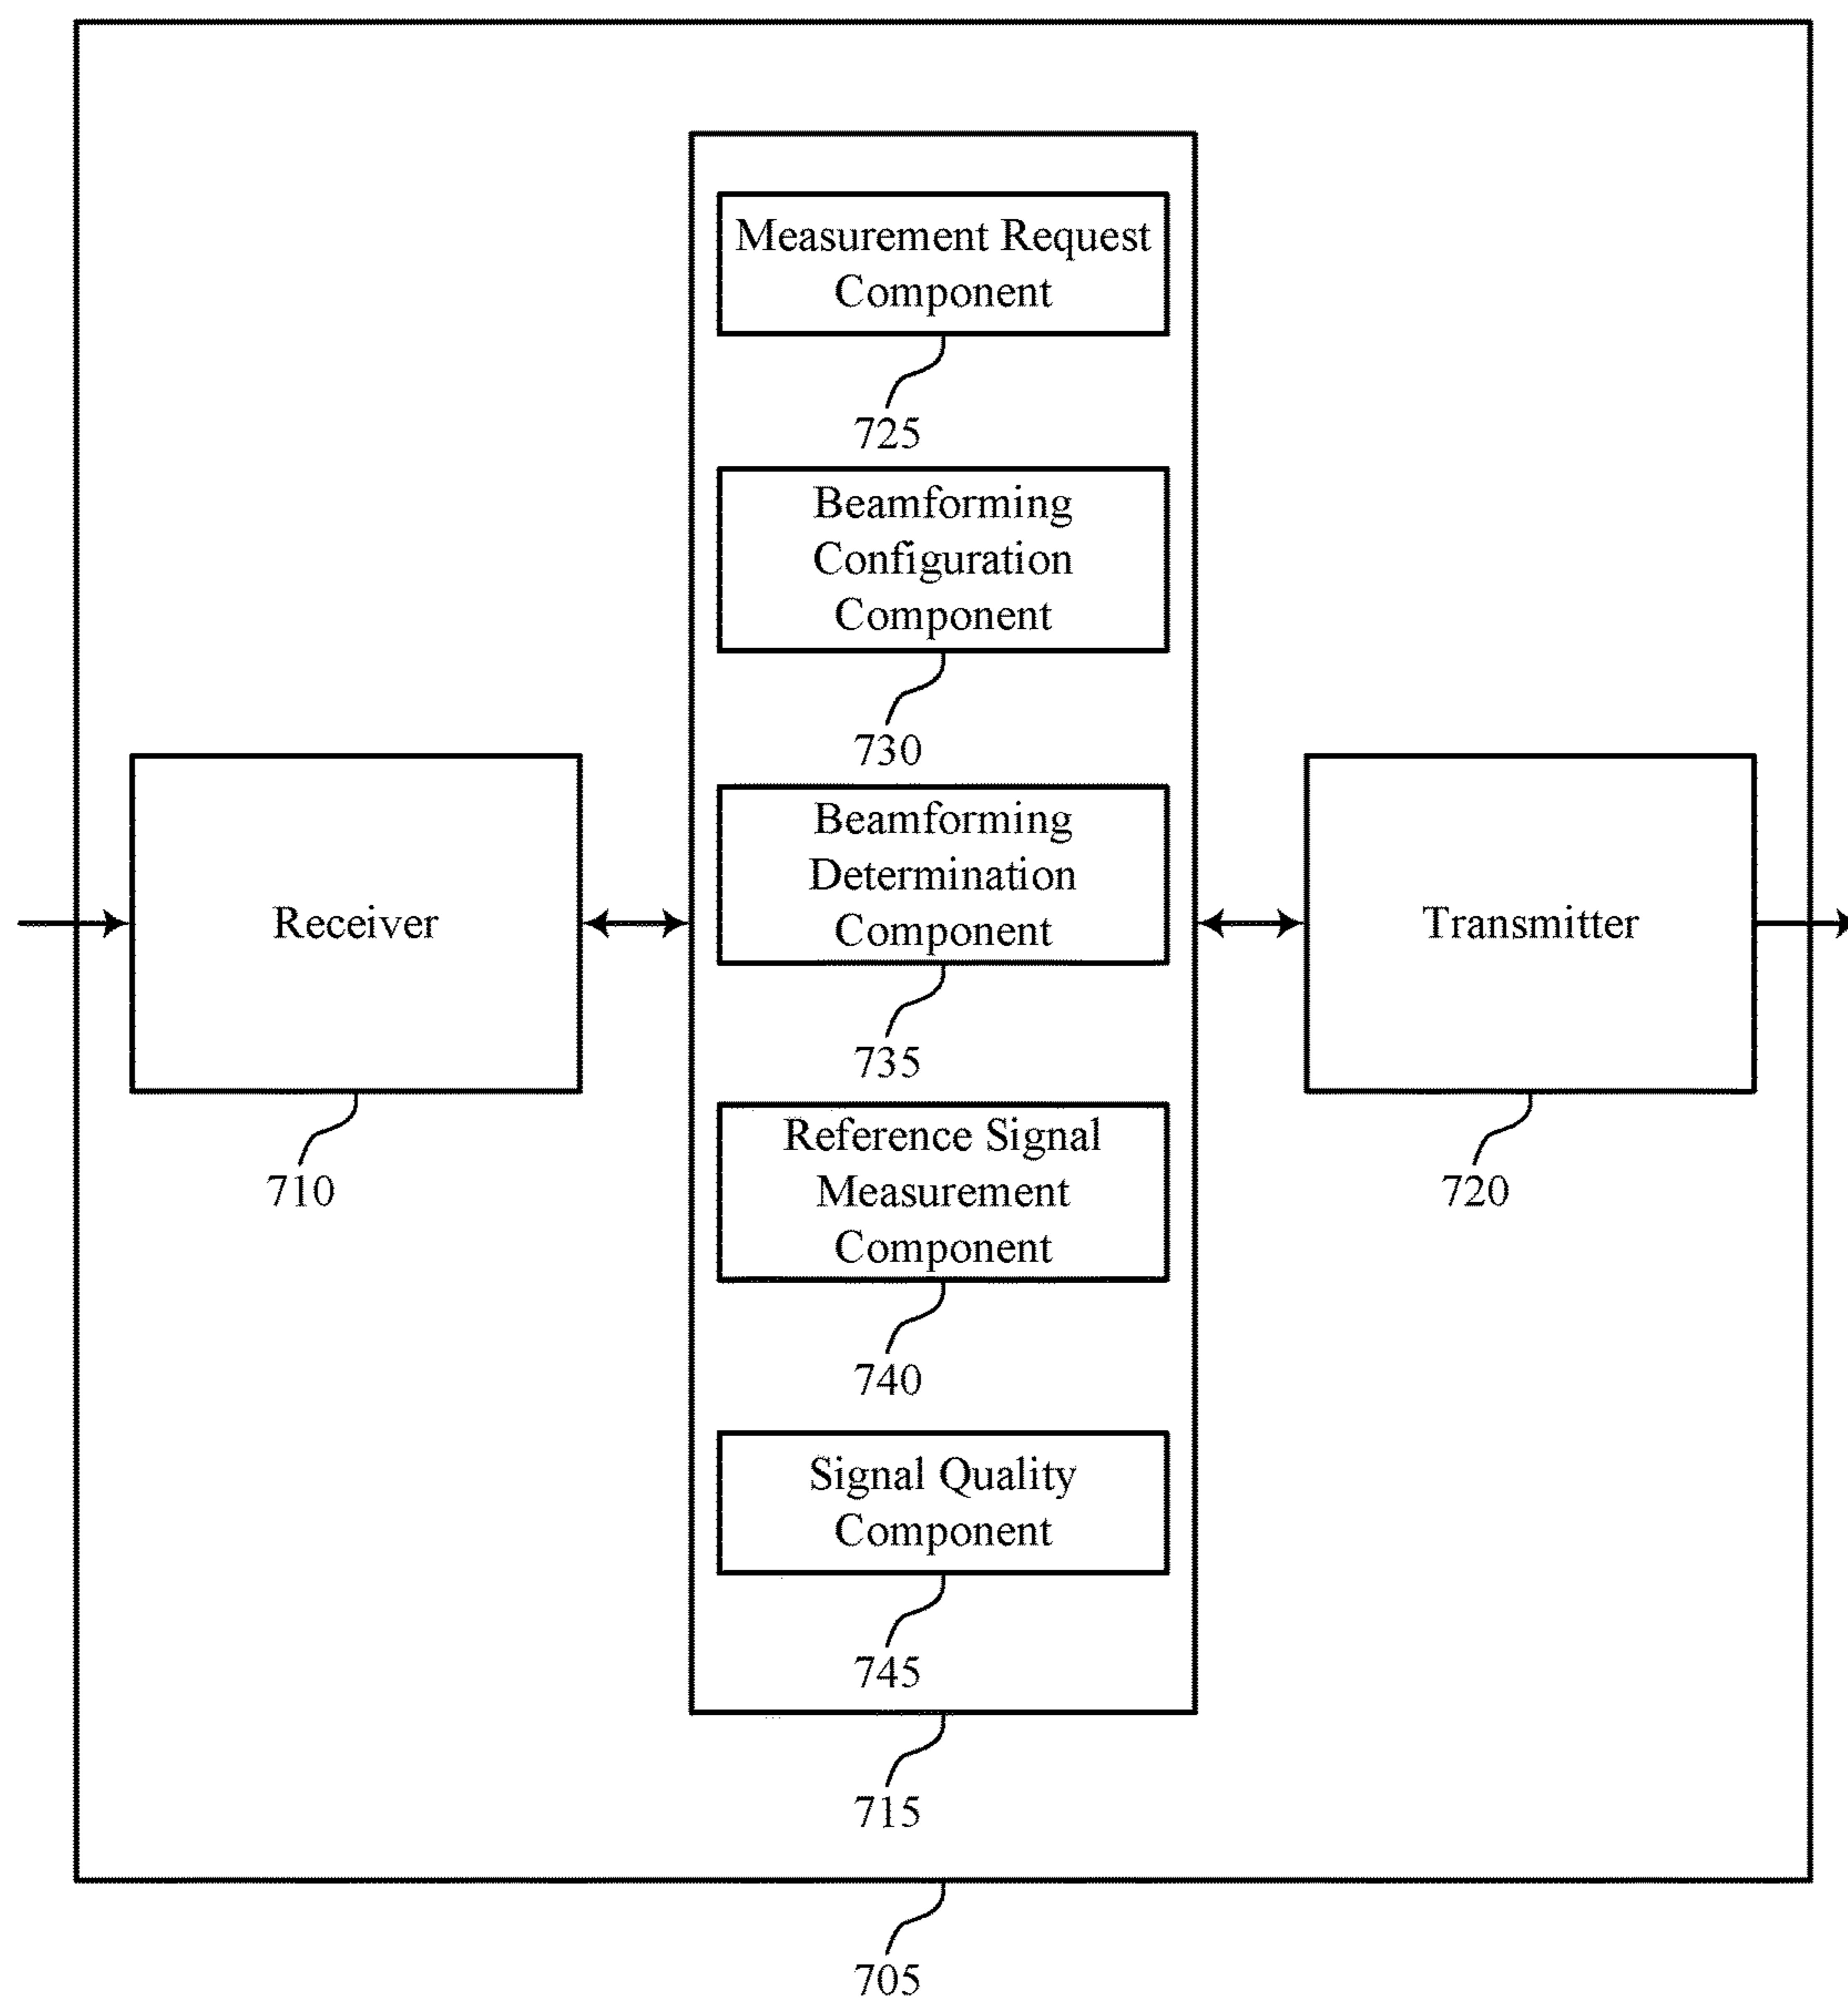 Measurement Request
Component
725
Beamforming
Configuration
Component
730
Beamforming
Determination
Component
735
Receiver
710
Transmitter
720
Reference Signal
Measurement
Component
740
Signal Quality
Component
745
715
705